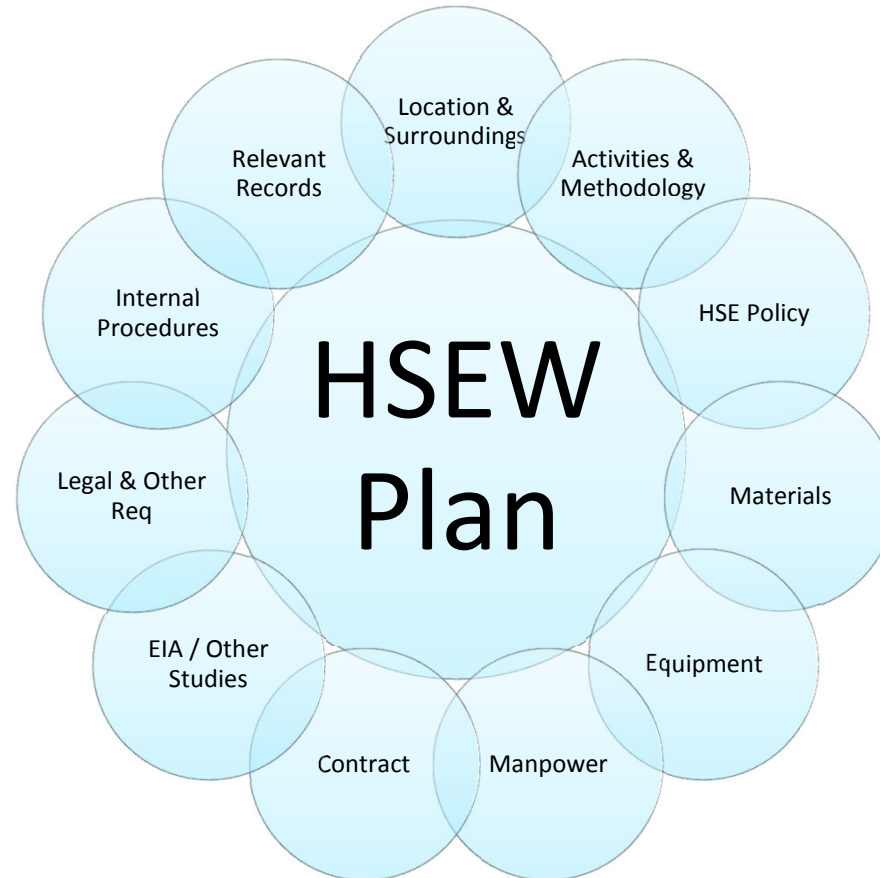 Location &
Surroundings
Activities &
Methodology
HSE Policy
Materials
Equipment
Manpower
Contract
EIA / Other
Studies
Legal & Other
Req
Internal
Procedures
Relevant
Records
HSEW
Plan